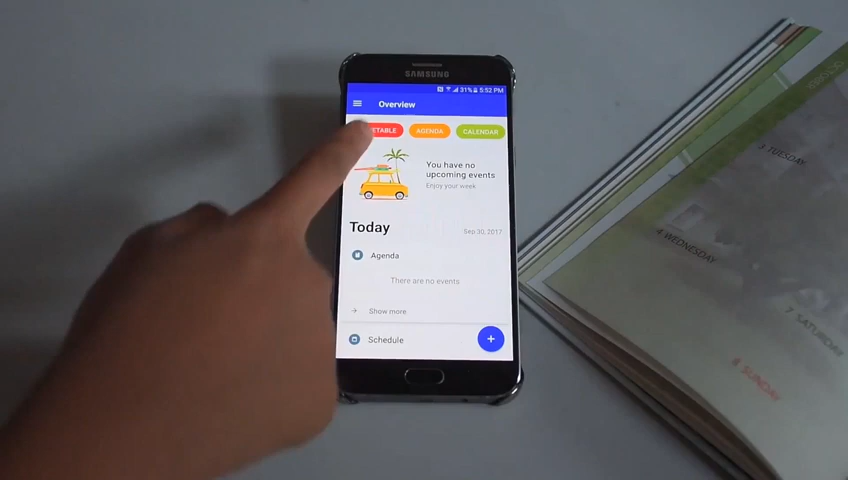 SAMSUNG
31% 5:52 PM
Overview
ETABLE AGENDA CALENDAR
You have no
upcoming events
Enjoy your week
Today
Sep 30, 2017
Agenda
There are no events
Show more
Schedule
+
OCTOBER
3 TUESDAY
4 WEDNESDAY
7 SATURDAY
8 SUNDAY